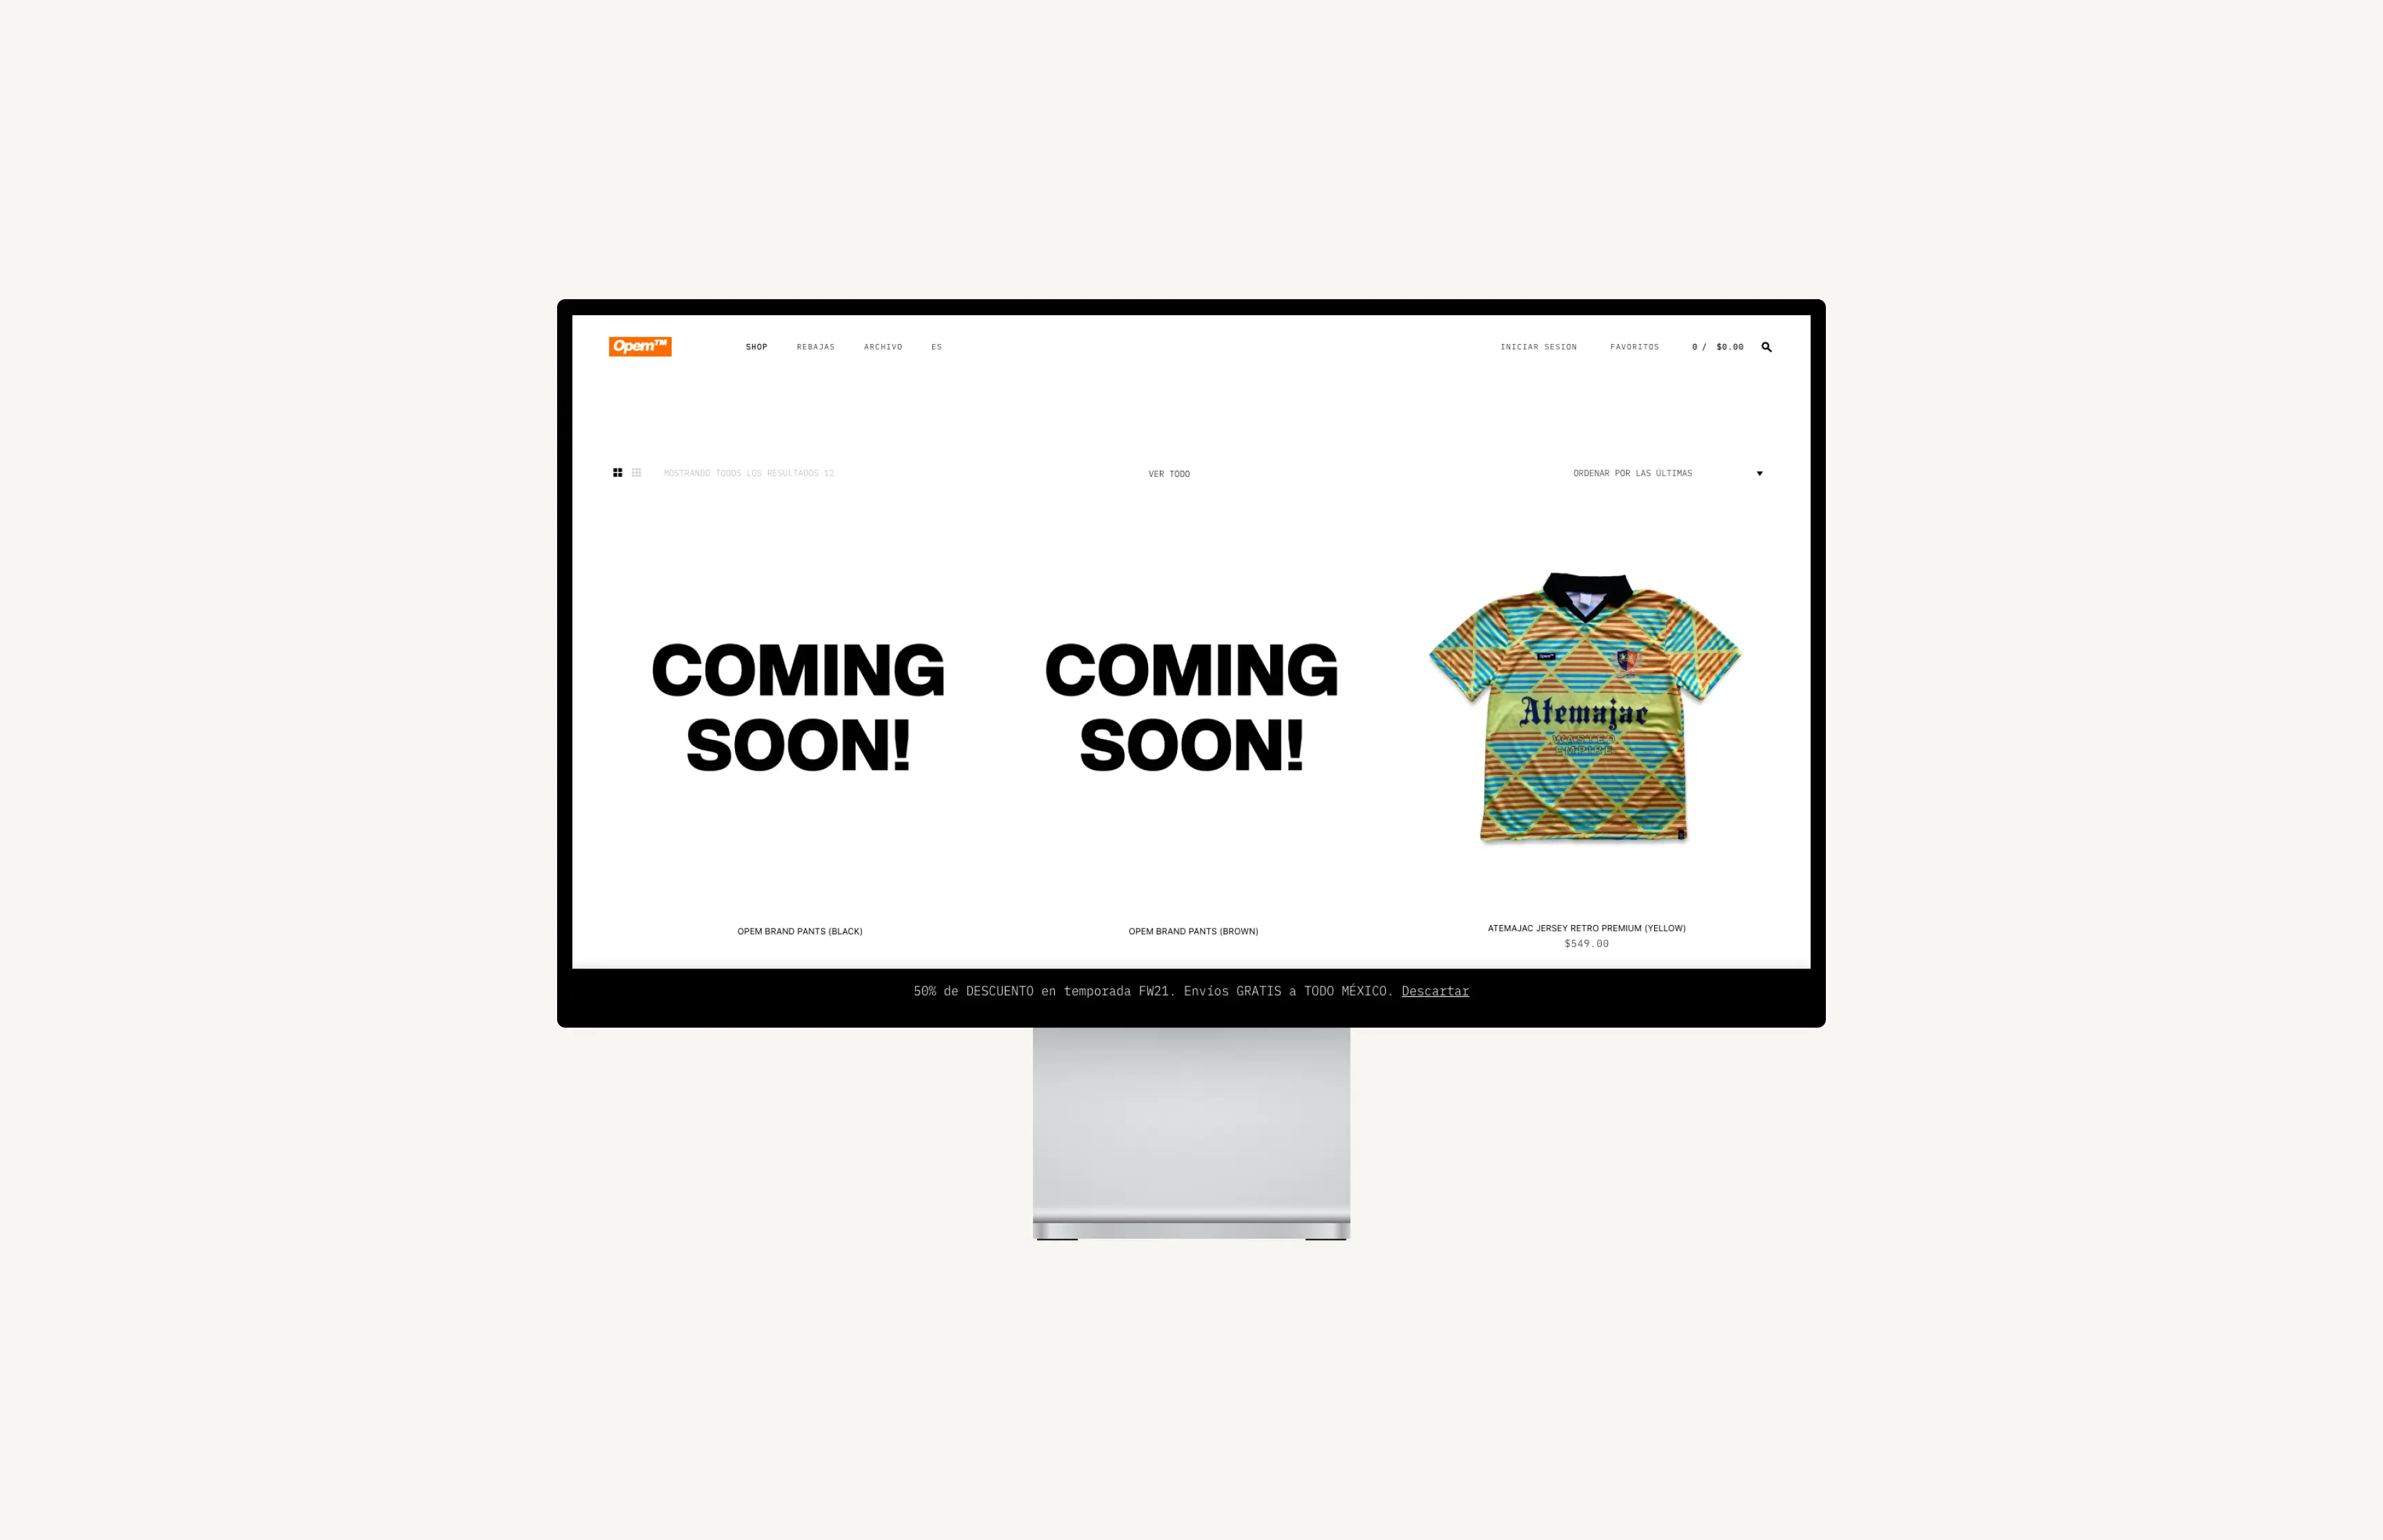 Opem™
SHOP REBAJAS ARCHIVO ES
INICIAR SESION FAVORITOS 0 / $0.00
MOSTRANDO TODOS LOS RESULTADOS 12
VER TODO
ORDENAR POR LAS ÚLTIMAS
COMING
SOON!
COMING
SOON!
Opem™
Atemajac
WASTED
EMPIRE
OPEM BRAND PANTS (BLACK)
OPEM BRAND PANTS (BROWN)
ATEMAJAC JERSEY RETRO PREMIUM (YELLOW)
$549.00
50% de DESCUENTO en temporada FW21. Envíos GRATIS a TODO MÉXICO. Descartar